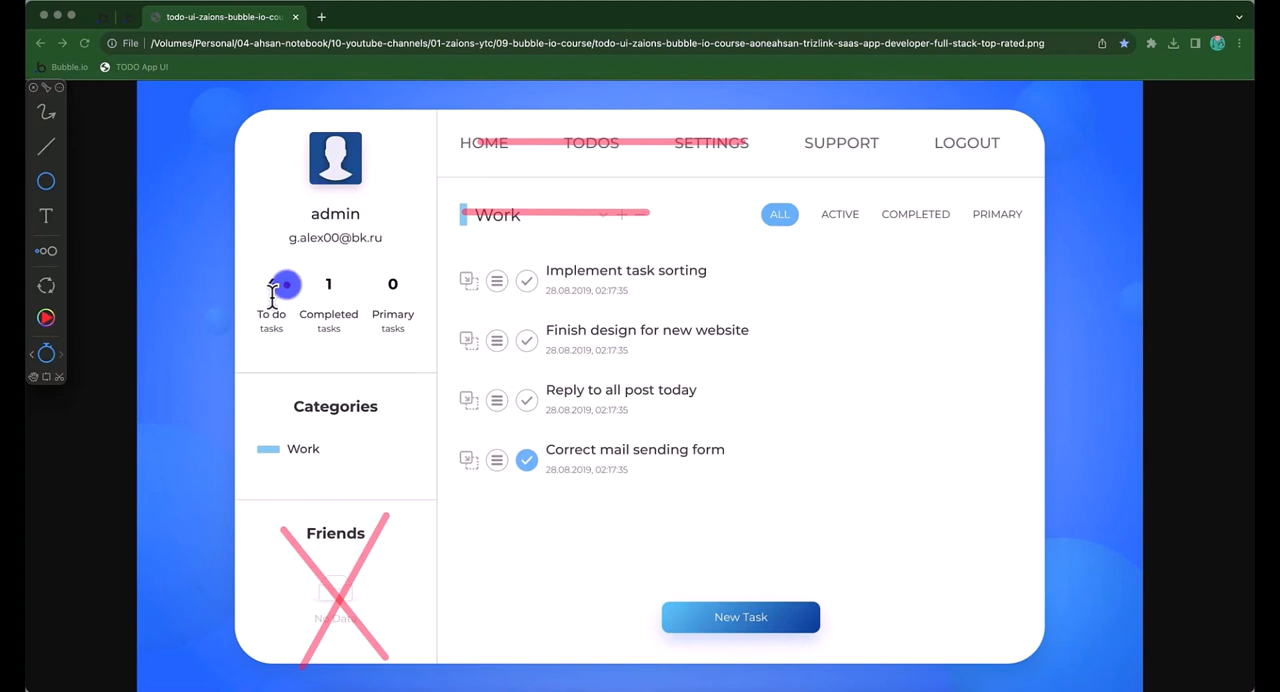 todo-ui-zaions-bubble-io-cou
File
/Volumes/Personal/04-ahsan-notebook/10-youtube-channels/01-zaions-ytc/09-bubble-io-course/todo-ui-zaions-bubble-io-course-aoneahsan-trizlink-saas-app-developer-full-stack-top-rated.png
Bubble.io
TODO App UI
T
HOME
TODOS
SETTINGS
SUPPORT
LOGOUT
admin
g.alex00@bk.ru
1
0
To do
tasks
Completed
tasks
Primary
tasks
Categories
Work
Friends
No Data
Work
ALL
ACTIVE
COMPLETED
PRIMARY
Implement task sorting
28.08.2019, 02:17:35
Finish design for new website
28.08.2019, 02:17:35
Reply to all post today
28.08.2019, 02:17:35
Correct mail sending form
28.08.2019, 02:17:35
New Task